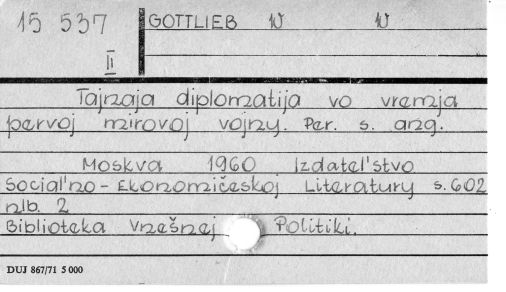 15 537 GOTTLIEB W W
II
Tajnaja diplomatija vo vremja
pervoj mirovoj vojny. Per. s. ang.
Moskva 1960 Izdatel'stvo
Social'no-Ekonomičeskoj Literatury s. 602
nlb. 2
Biblioteka Vnešnej Politiki.
DUJ 867/71 5 000